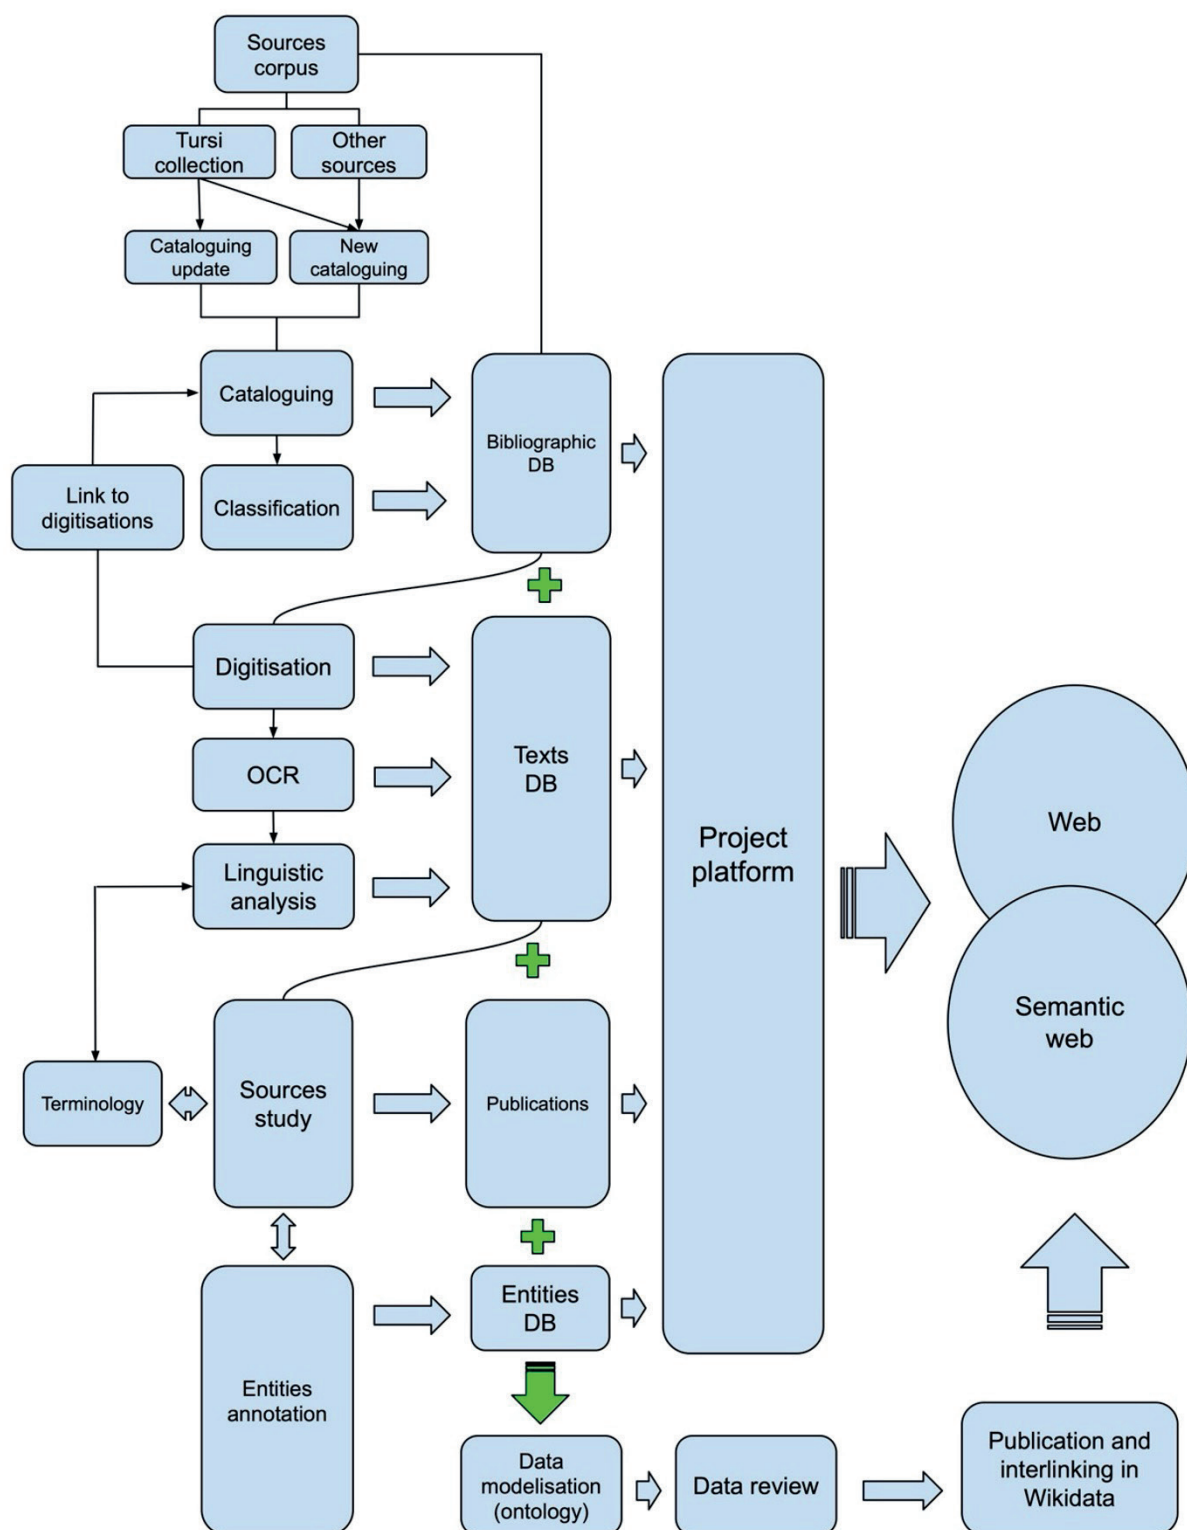 Sources
corpus
Tursi
collection
Other
sources
Cataloguing
update
New
cataloguing
Cataloguing
Bibliographic
DB
Link to
digitisations
Classification
Digitisation
OCR
Texts
DB
Linguistic
analysis
Project
platform
Web
Semantic
web
Terminology
Sources
study
Publications
Entities
DB
Entities
annotation
Data
modelisation
(ontology)
Data review
Publication and
interlinking in
Wikidata